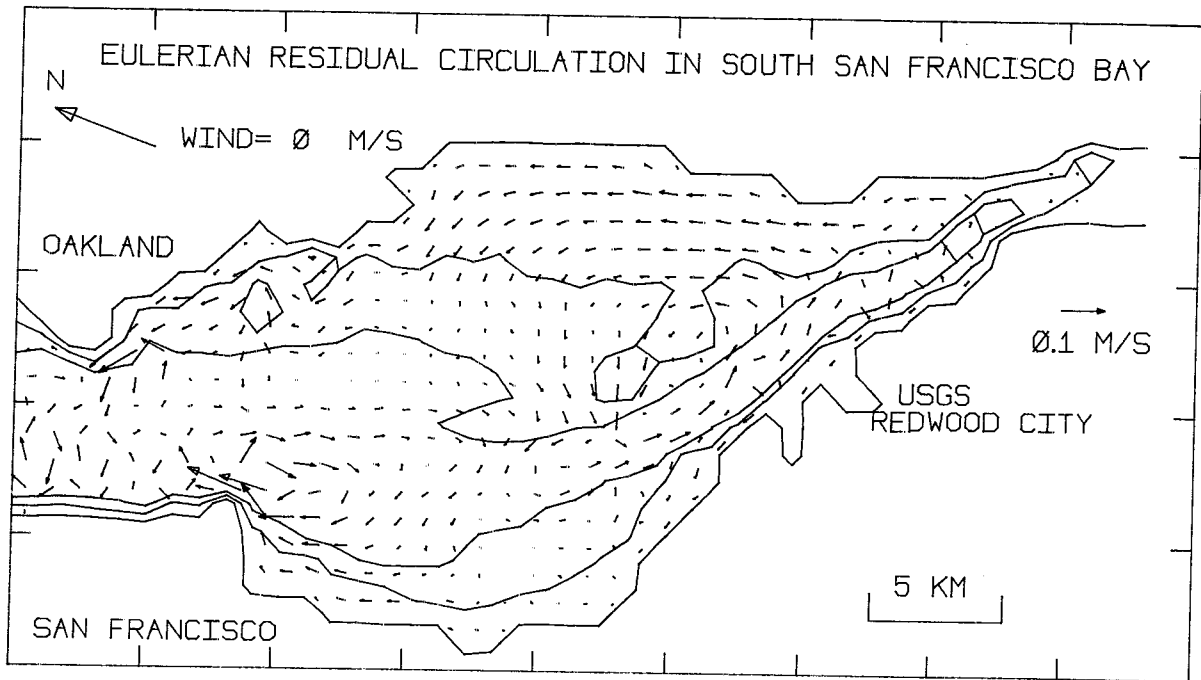 EULERIAN RESIDUAL CIRCULATION IN SOUTH SAN FRANCISCO BAY
N
WIND= Ø M/S
OAKLAND
Ø.1 M/S
USGS
REDWOOD CITY
5 KM
SAN FRANCISCO